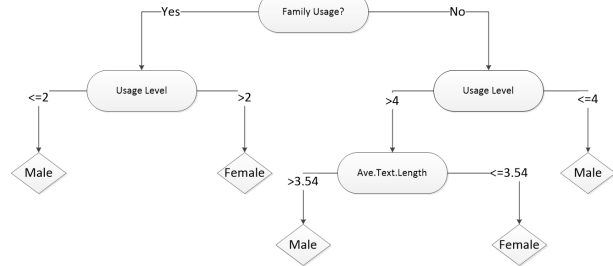 Family Usage?
Yes
No
Usage Level
Usage Level
<=2
>2
>4
<=4
Male
Female
Ave.Text.Length
Male
>3.54
<=3.54
Male
Female